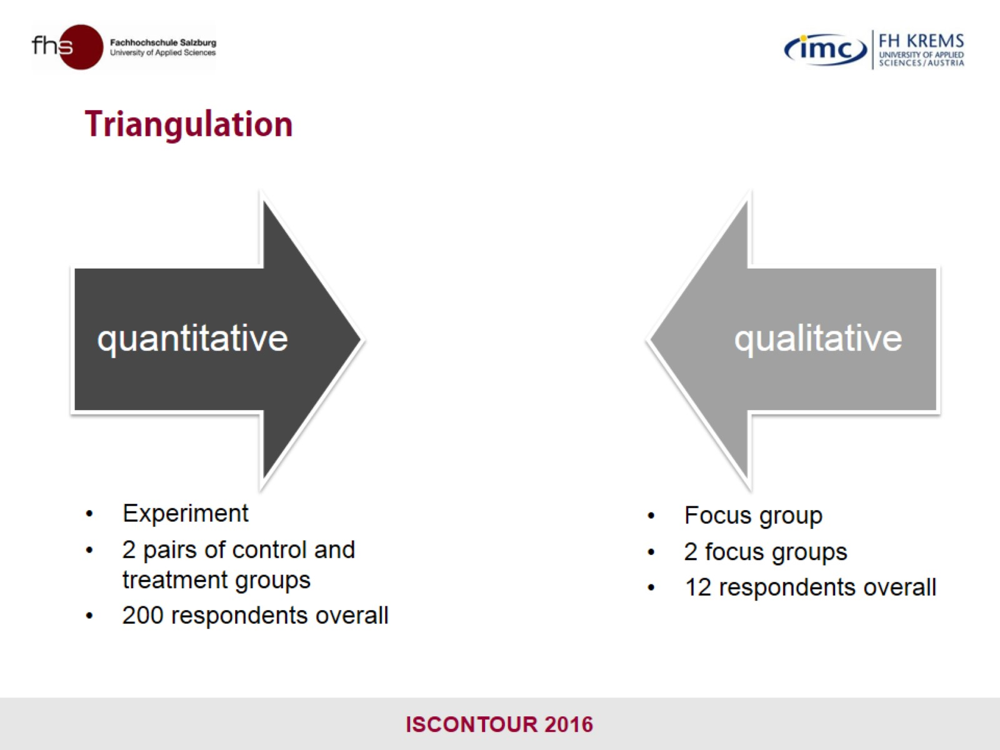 fhs
Fachhochschule Salzburg
University of Applied Sciences
imc
FH KREMS
UNIVERSITY OF APPLIED
SCIENCES/AUSTRIA
Triangulation
quantitative
qualitative
• Experiment
• 2 pairs of control and
treatment groups
• 200 respondents overall
• Focus group
• 2 focus groups
• 12 respondents overall
ISCONTOUR 2016